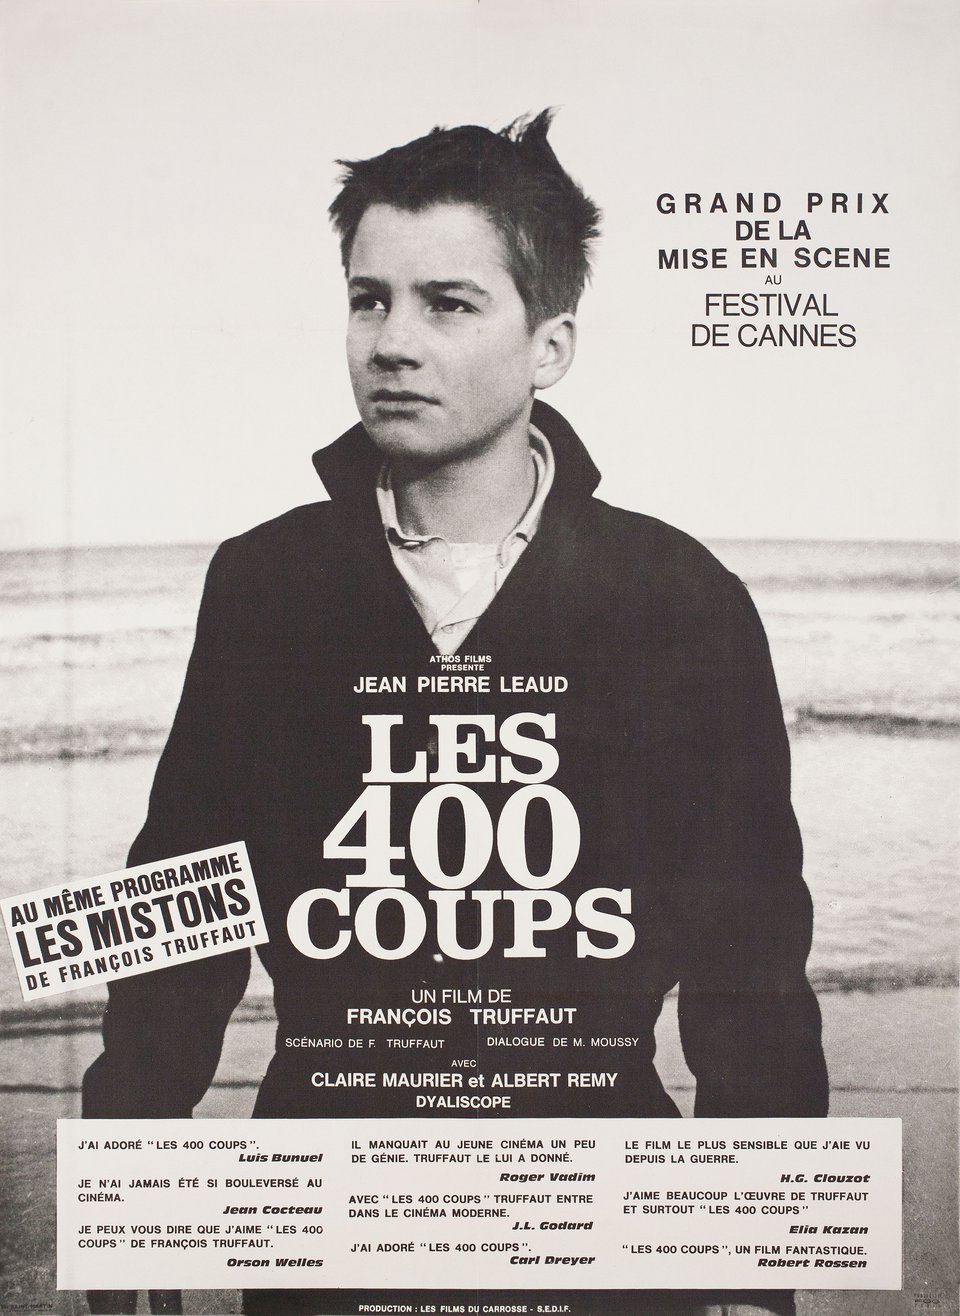 GRAND PRIX
DE LA
MISE EN SCENE
AU
FESTIVAL
DE CANNES
ATHOS FILMS
PRESENTE
JEAN PIERRE LEAUD
LES
400
COUPS
AU MÊME PROGRAMME
LES MISTONS
DE FRANÇOIS TRUFFAUT
UN FILM DE
FRANÇOIS TRUFFAUT
SCÉNARIO DE F. TRUFFAUT DIALOGUE DE M. MOUSSY
AVEC
CLAIRE MAURIER et ALBERT REMY
DYALISCOPE
J'AI ADORÉ "LES 400 COUPS".
Luis Bunuel
JE N'AI JAMAIS ÉTÉ SI BOULEVERSÉ AU
CINÉMA.
Jean Cocteau
JE PEUX VOUS DIRE QUE J'AIME "LES 400
COUPS" DE FRANÇOIS TRUFFAUT.
Orson Welles
IL MANQUAIT AU JEUNE CINÉMA UN PEU
DE GÉNIE. TRUFFAUT LE LUI A DONNÉ.
Roger Vadim
AVEC "LES 400 COUPS" TRUFFAUT ENTRE
DANS LE CINÉMA MODERNE.
J.L. Godard
J'AI ADORÉ "LES 400 COUPS".
Carl Dreyer
LE FILM LE PLUS SENSIBLE QUE J'AIE VU
DEPUIS LA GUERRE.
H.G. Clouzot
J'AIME BEAUCOUP L'ŒUVRE DE TRUFFAUT
ET SURTOUT "LES 400 COUPS"
Elia Kazan
"LES 400 COUPS", UN FILM FANTASTIQUE.
Robert Rossen
PRODUCTION : LES FILMS DU CARROSSE - S.E.D.I.F.